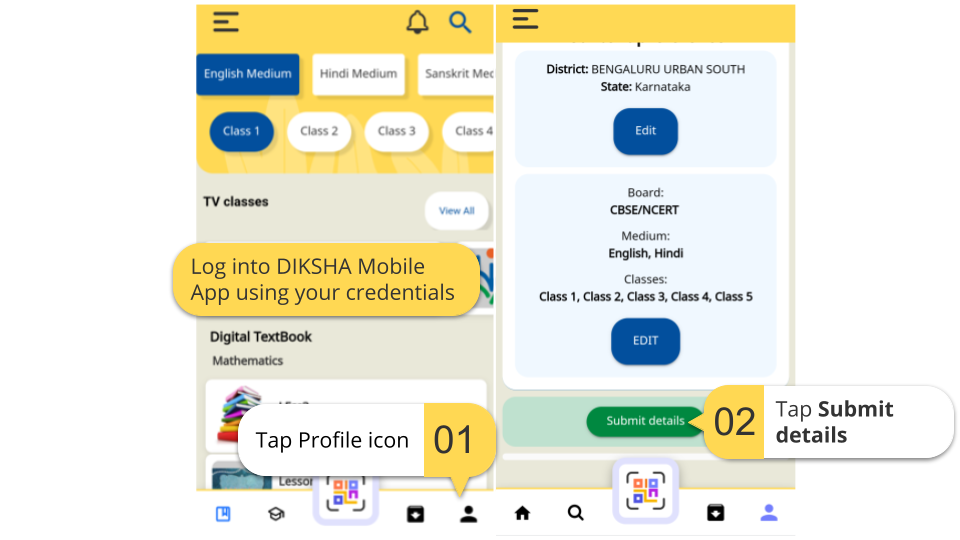 English Medium
Hindi Medium
Sanskrit Med
Class 1
Class 2
Class 3
Class 4
TV classes
View All
Log into DIKSHA Mobile
App using your credentials
Digital TextBook
Mathematics
Lesson
Tap Profile icon
01
District: BENGALURU URBAN SOUTH
State: Karnataka
Edit
Board:
CBSE/NCERT
Medium:
English, Hindi
Classes:
Class 1, Class 2, Class 3, Class 4, Class 5
EDIT
Submit details
02
Tap Submit
details